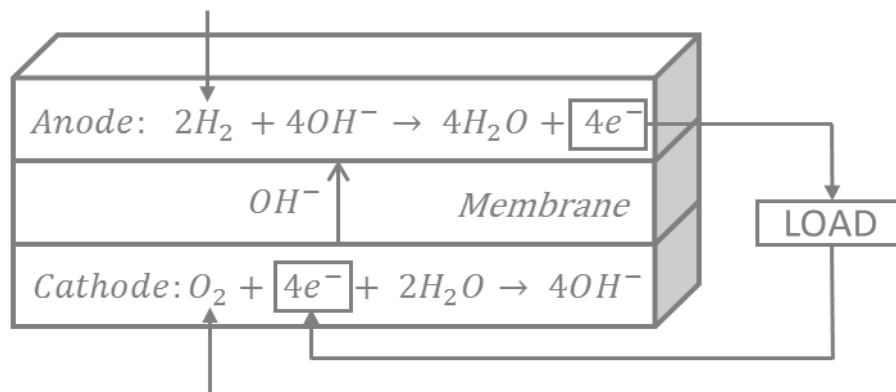 Anode: 2H₂ + 4OH⁻ → 4H₂O + 4e⁻
OH⁻ Membrane
LOAD
Cathode: O₂ + 4e⁻ + 2H₂O → 4OH⁻